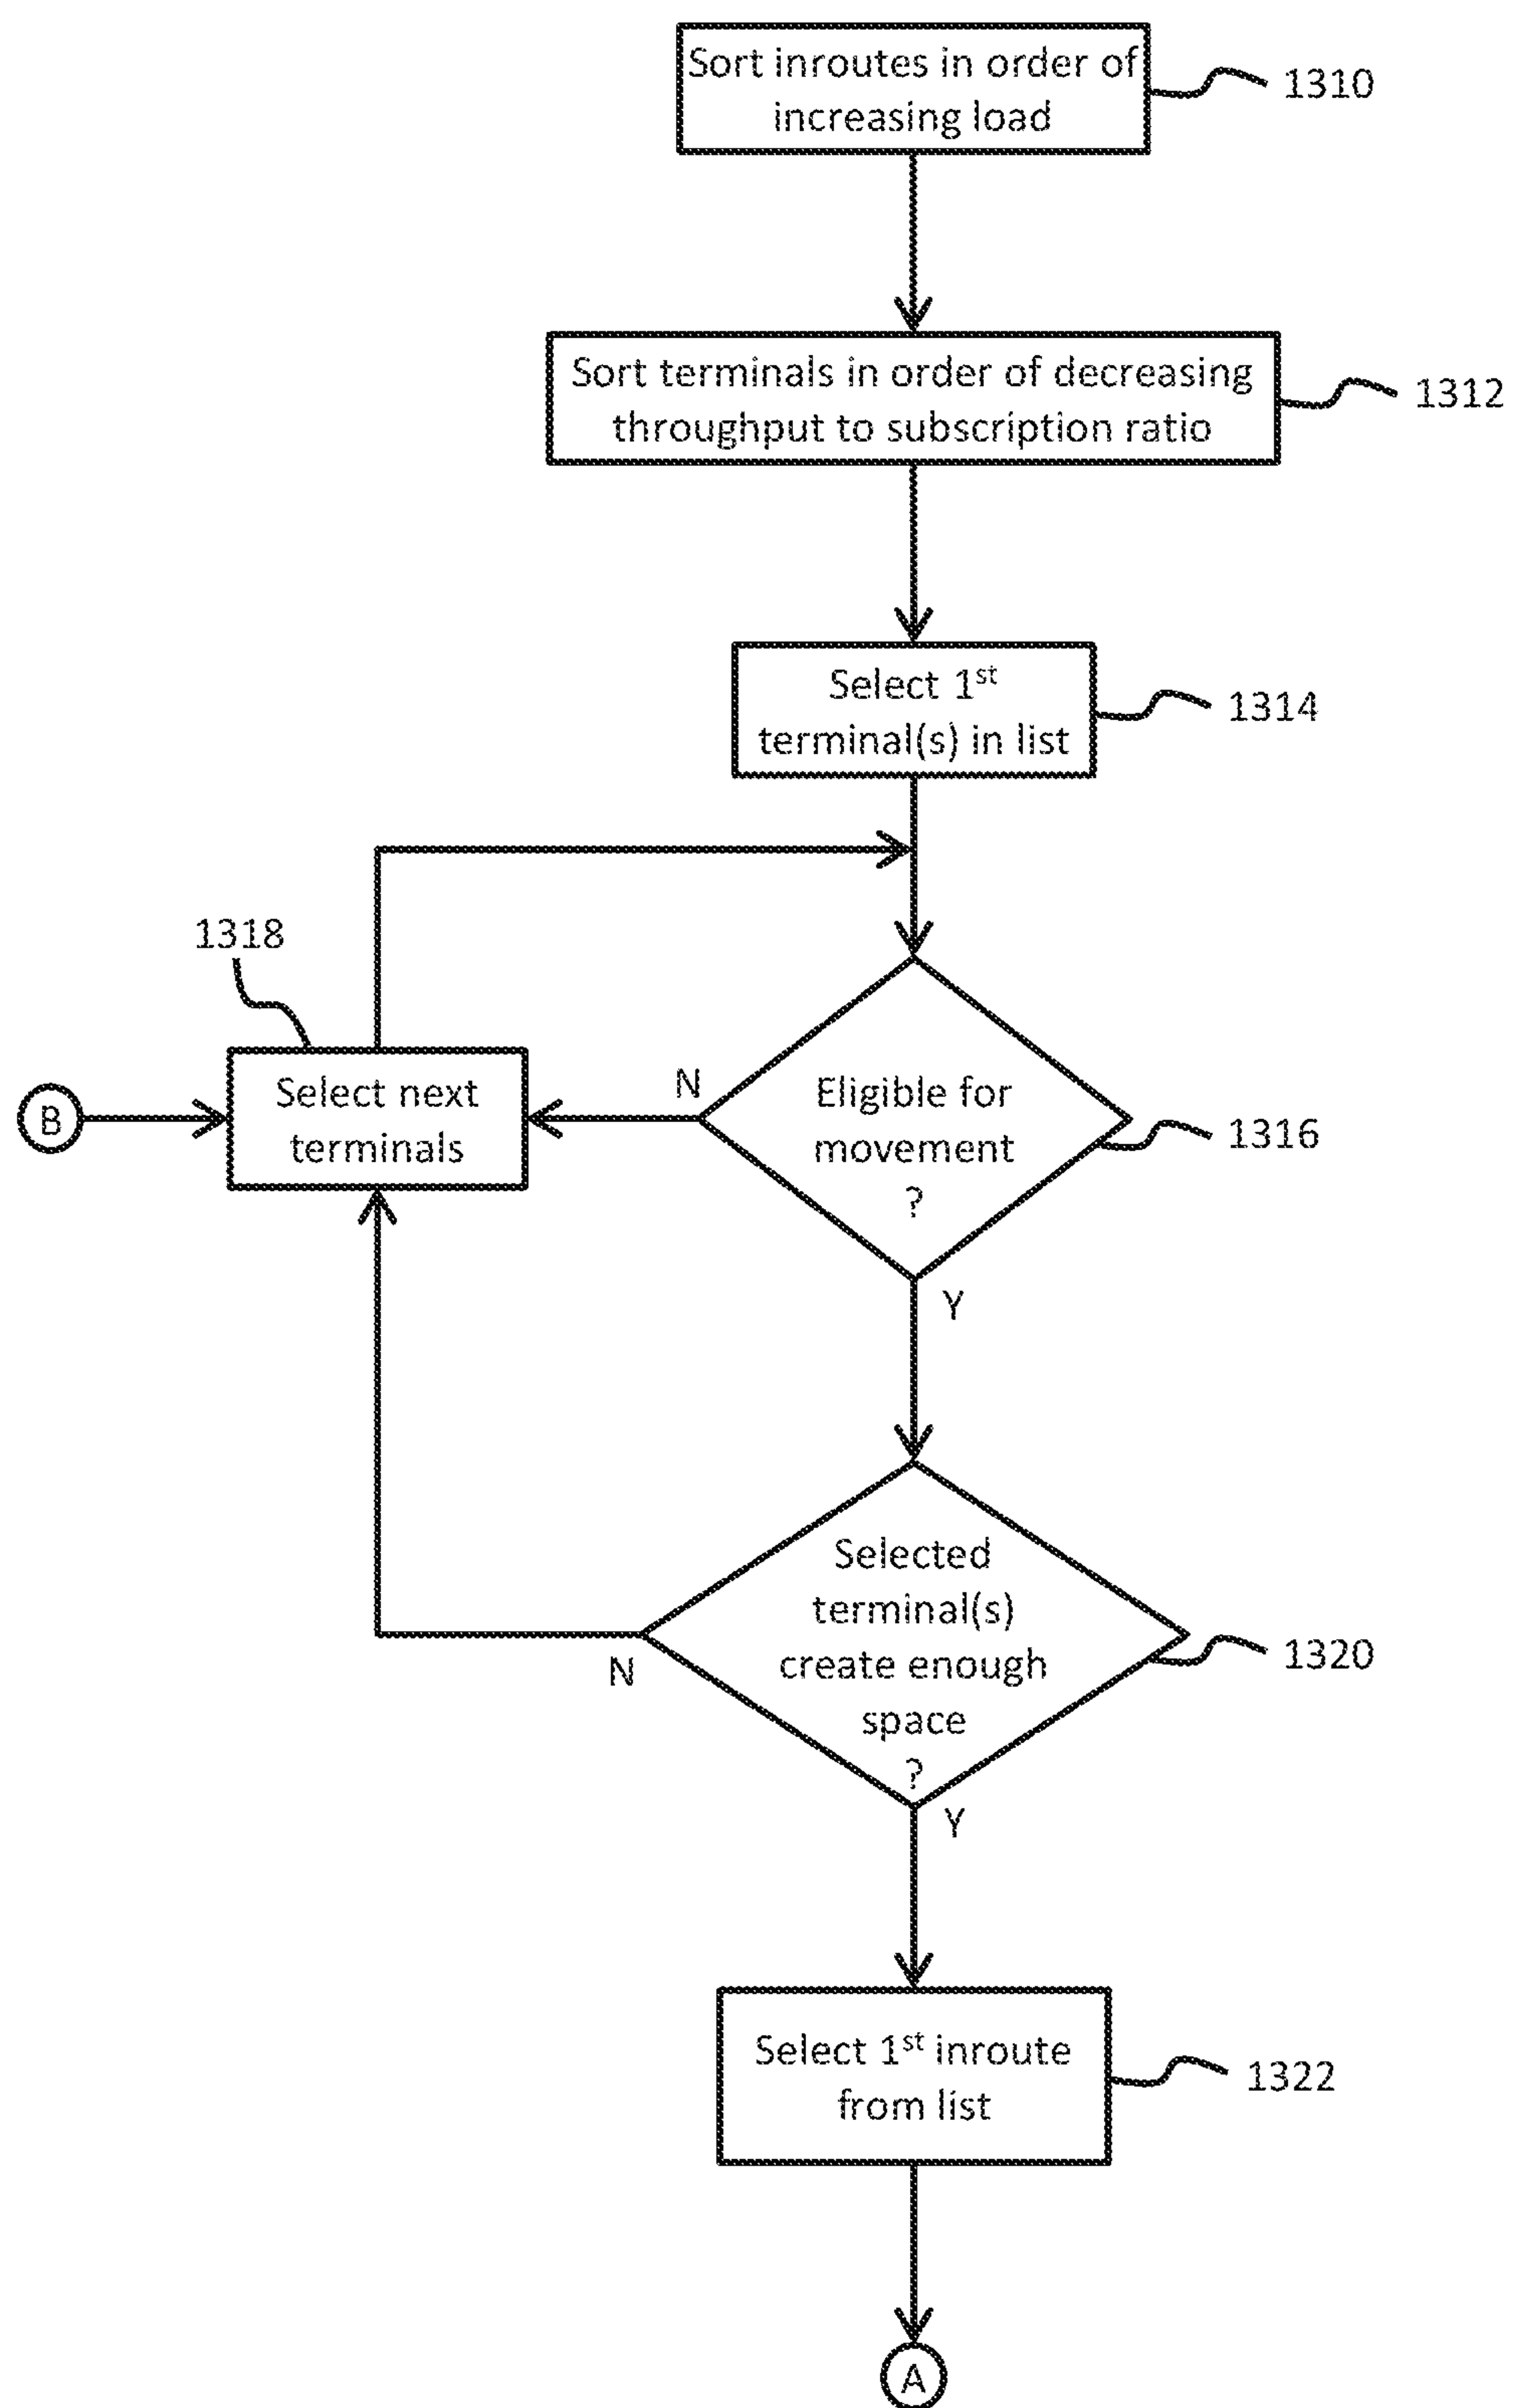 Sort inroutes in order of
increasing load
1310
Sort terminals in order of decreasing
throughput to subscription ratio
1312
Select 1st
terminal(s) in list
1314
1318
Select next
terminals
B
N
Eligible for
movement
?
1316
Y
Selected
terminal(s)
create enough
space
?
1320
N
Y
Select 1st inroute
from list
1322
A